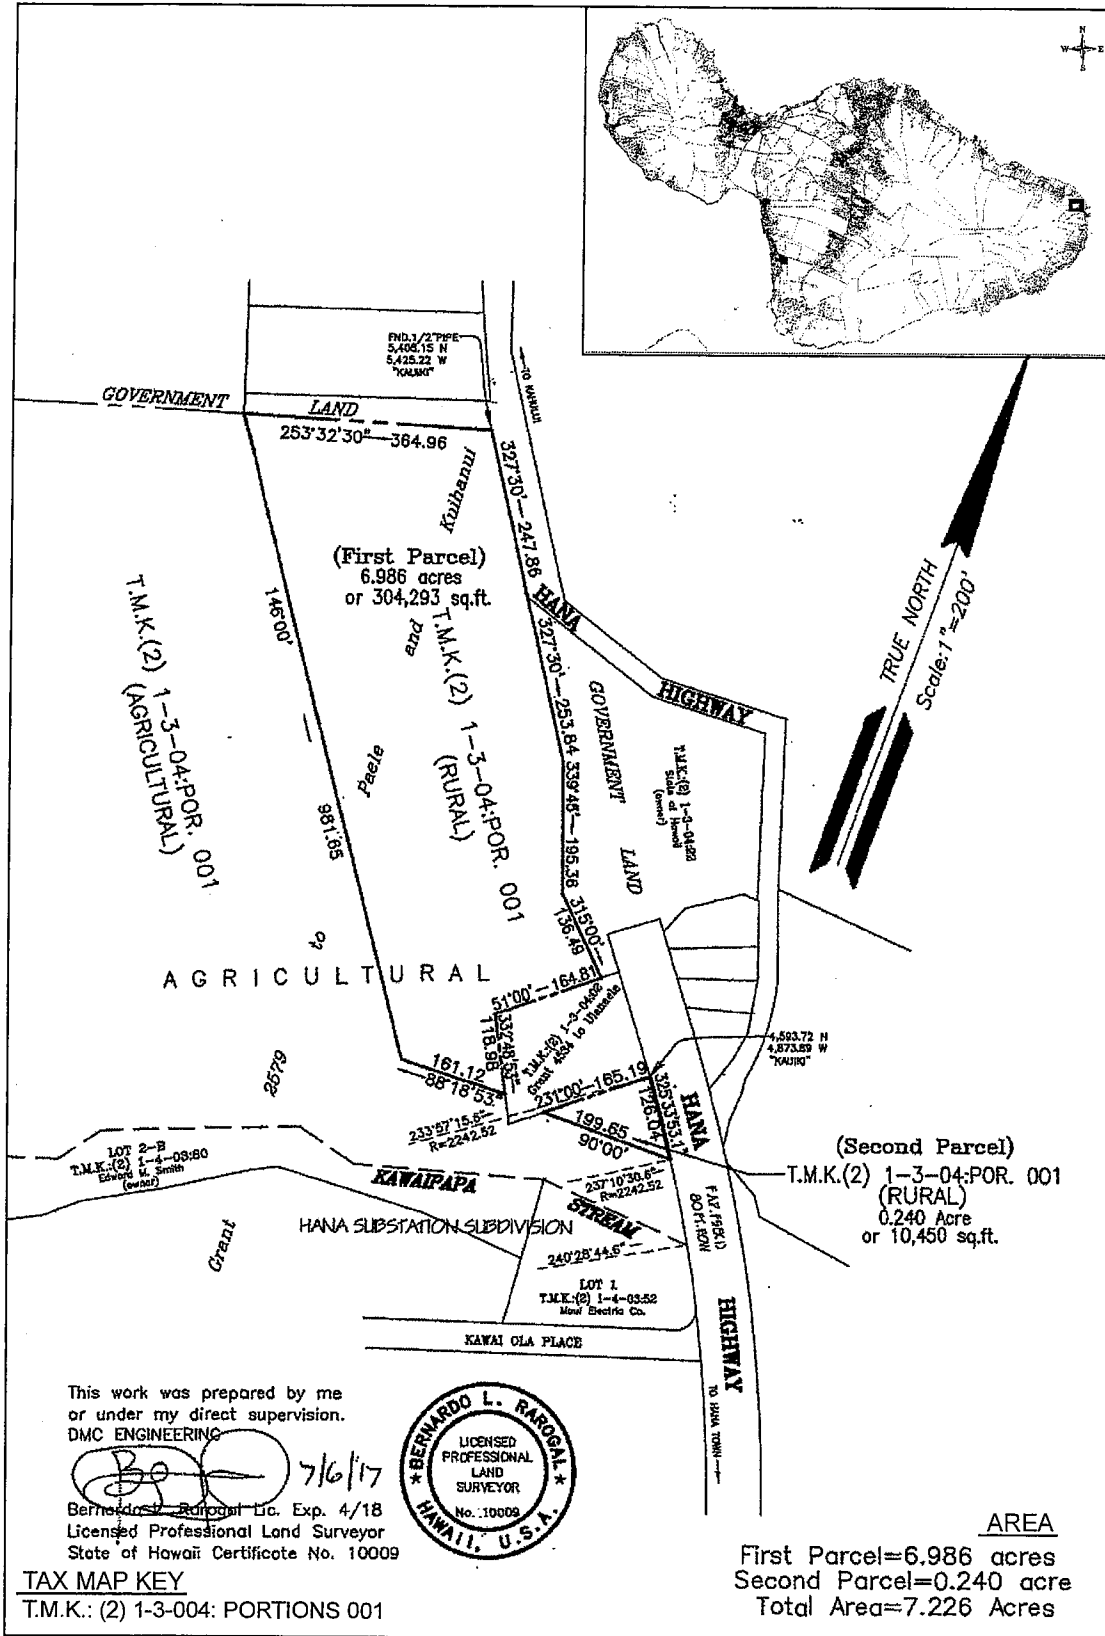 N
W E
S
FND.1/2"PIPE
5,408.15 N
5,425.22 W
"KAUIKI"
TO KAHULUI
GOVERNMENT LAND
253°32'30" 364.96
327°30' 247.86
Kuihanui
(First Parcel)
6.986 acres
or 304,293 sq.ft.
and
HANA
HIGHWAY
TRUE NORTH
Scale: 1"=200'
146°00'
981.65
T.M.K.(2) 1-3-04:POR. 001
(AGRICULTURAL)
T.M.K.(2) 1-3-04:POR. 001
(RURAL)
327°30' 253.84
GOVERNMENT LAND
T.M.K.:(2) 1-3-04:22
State of Hawaii
(owner)
Paele
339°45' 195.36
315°00'
136.49
to
AGRICULTURAL
51°00' 164.81
332°48'53"
118.98
T.M.K.:(2) 1-3-04:02
Grant 4534 to
4,593.72 N
4,873.89 W
"KAUIKI"
161.12
88°18'53"
231°00' 165.19
2579
325°33'53.1"
126.04
HANA
233°57'15.6"
R=2242.52
199.65
90°00'
(Second Parcel)
T.M.K.(2) 1-3-04:POR. 001
(RURAL)
0.240 Acre
or 10,450 sq.ft.
LOT 2-B
T.M.K.:(2) 1-4-03:60
Edward M. Smith
(owner)
KAWAIPAPA
STREAM
237°10'30.6"
R=2242.52
HANA SUBSTATION SUBDIVISION
Grant
240°28'44.6"
80 Ft. ROW
LOT 1
T.M.K.:(2) 1-4-03:52
Maui Electric Co.
HIGHWAY
KAWAI OLA PLACE
TO HANA TOWN
This work was prepared by me
or under my direct supervision.
DMC ENGINEERING
7/6/17
Bernardo L. Rarogal Lic. Exp. 4/18
Licensed Professional Land Surveyor
State of Hawaii Certificate No. 10009
BERNARDO L. RAROGAL
LICENSED
PROFESSIONAL
LAND
SURVEYOR
No. 10009
HAWAII, U.S.A.
AREA
First Parcel=6.986 acres
Second Parcel=0.240 acre
Total Area=7.226 Acres
TAX MAP KEY
T.M.K.: (2) 1-3-004: PORTIONS 001